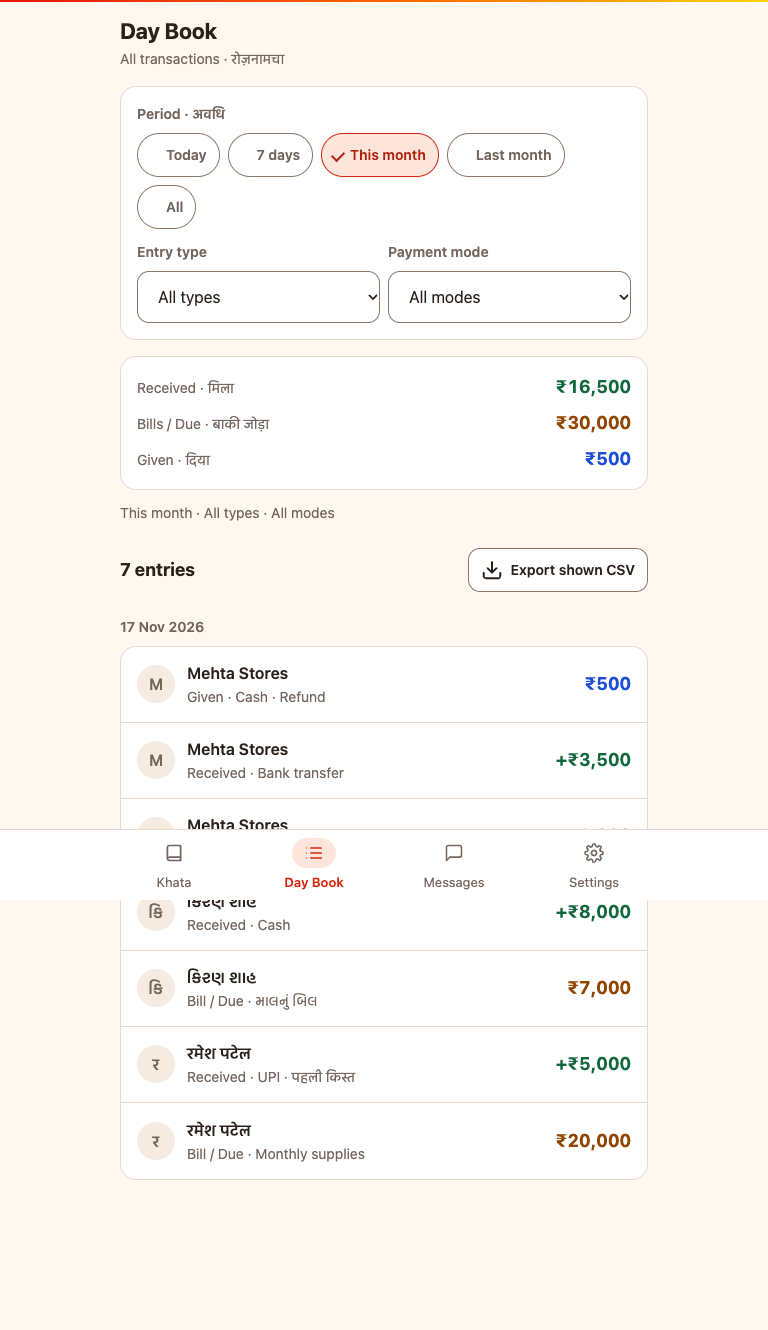 Day Book
All transactions · रोज़नामचा
Period · अवधि
Today
7 days
This month
Last month
All
Entry type
Payment mode
All types
All modes
Received · मिला
₹16,500
Bills / Due · बाकी जोड़ा
₹30,000
Given · दिया
₹500
This month · All types · All modes
7 entries
Export shown CSV
17 Nov 2026
M
Mehta Stores
₹500
Given · Cash · Refund
M
Mehta Stores
+₹3,500
Received · Bank transfer
Mehta Stores
Khata
Day Book
Messages
Settings
કિ
કિરણ શાહ
+₹8,000
Received · Cash
કિ
કિરણ શાહ
₹7,000
Bill / Due · માલનું બિલ
र
रमेश पटेल
+₹5,000
Received · UPI · पहली किस्त
र
रमेश पटेल
₹20,000
Bill / Due · Monthly supplies